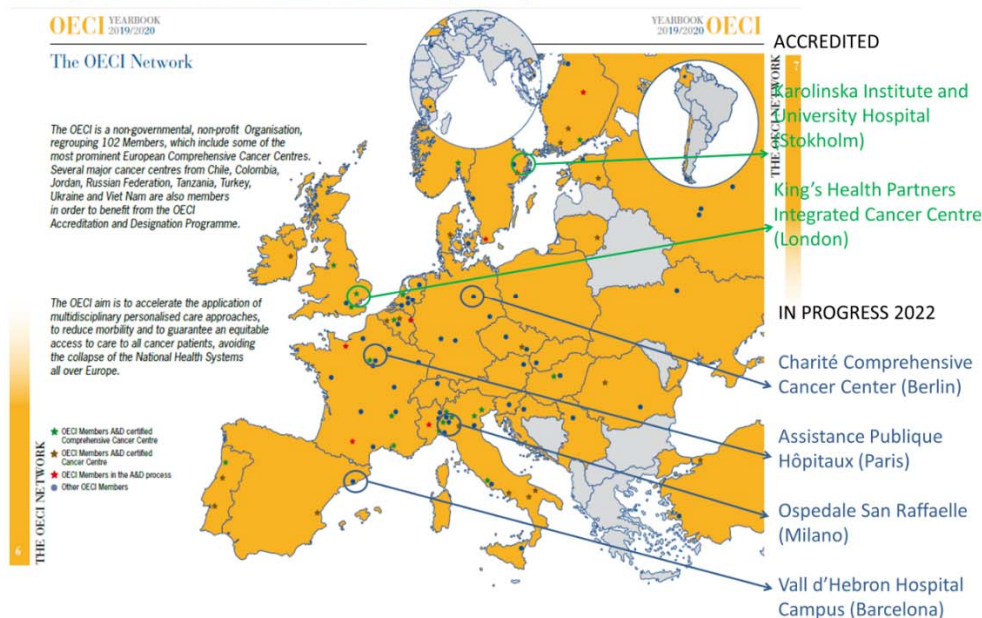 OECI YEARBOOK 2019/2020
YEARBOOK 2019/2020 OECI
The OECI Network
The OECI is a non-governmental, non-profit Organisation,
regrouping 102 Members, which include some of the
most prominent European Comprehensive Cancer Centres.
Several major cancer centres from Chile, Colombia,
Jordan, Russian Federation, Tanzania, Turkey,
Ukraine and Viet Nam are also members
in order to benefit from the OECI
Accreditation and Designation Programme.
The OECI aim is to accelerate the application of
multidisciplinary personalised care approaches,
to reduce morbility and to guarantee an equitable
access to care to all cancer patients, avoiding
the collapse of the National Health Systems
all over Europe.
OECI Members A&D certified
Comprehensive Cancer Centre
OECI Members A&D certified
Cancer Centre
OECI Members in the A&D process
Other OECI Members
THE OECI NETWORK
6
7
THE OECI NETWORK
ACCREDITED
Karolinska Institute and
University Hospital
(Stokholm)
King's Health Partners
Integrated Cancer Centre
(London)
IN PROGRESS 2022
Charité Comprehensive
Cancer Center (Berlin)
Assistance Publique
Hôpitaux (Paris)
Ospedale San Raffaelle
(Milano)
Vall d'Hebron Hospital
Campus (Barcelona)